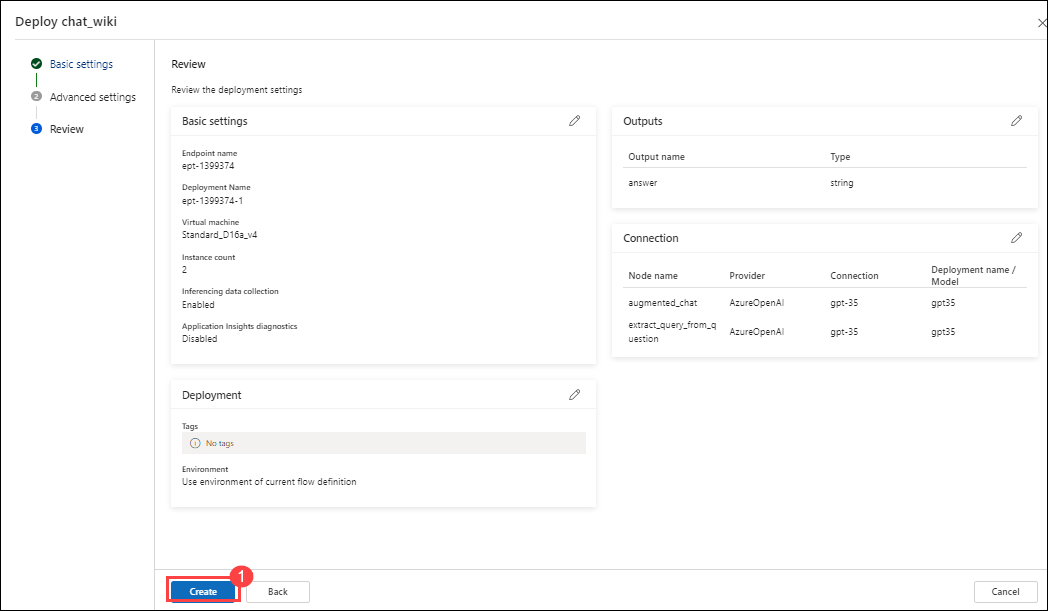 Deploy chat_wiki
Basic settings
2 Advanced settings
3 Review
Review
Review the deployment settings
Basic settings
Endpoint name
ept-1399374
Deployment Name
ept-1399374-1
Virtual machine
Standard_D16a_v4
Instance count
2
Inferencing data collection
Enabled
Application Insights diagnostics
Disabled
Deployment
Tags
No tags
Environment
Use environment of current flow definition
Outputs
Output name Type
answer string
Connection
Node name Provider Connection Deployment name /
Model
augmented_chat AzureOpenAI gpt-35 gpt35
extract_query_from_q
uestion AzureOpenAI gpt-35 gpt35
1
Create Back Cancel